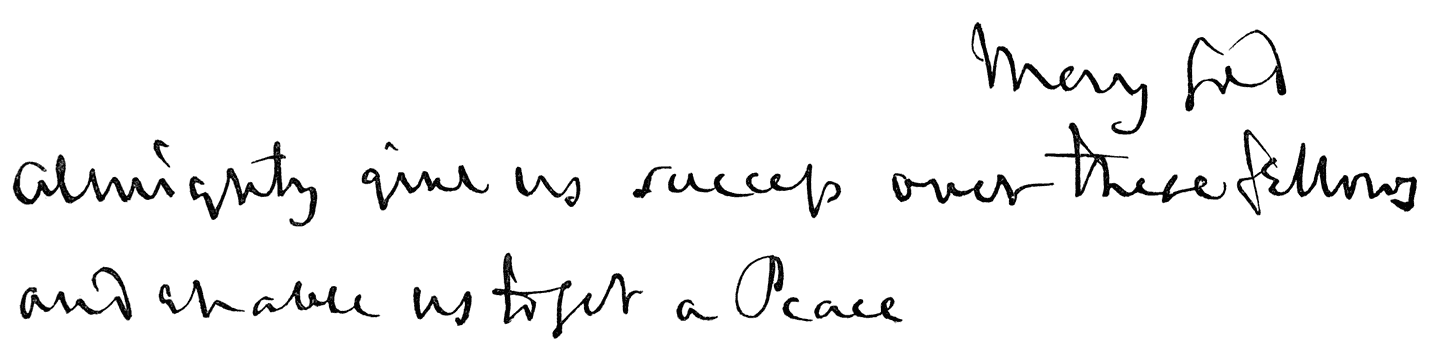 May God
almighty give us success over these fellows
and enable us to get a Peace